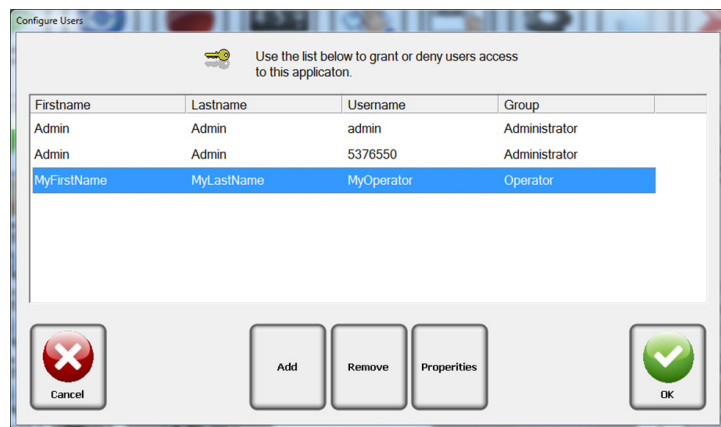 Configure Users
Use the list below to grant or deny users access
to this applicaton.
Firstname Lastname Username Group
Admin Admin admin Administrator
Admin Admin 5376550 Administrator
MyFirstName MyLastName MyOperator Operator
Cancel Add Remove Properities OK